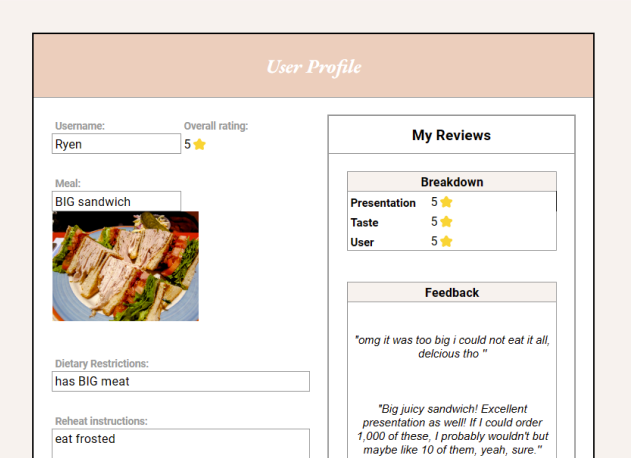 User Profile
Username:
Overall rating:
Ryen
5
Meal:
BIG sandwich
Dietary Restrictions:
has BIG meat
Reheat instructions:
eat frosted
My Reviews
Breakdown
Presentation 5
Taste 5
User 5
Feedback
"omg it was too big i could not eat it all,
delcious tho "
"Big juicy sandwich! Excellent
presentation as well! If I could order
1,000 of these, I probably wouldn't but
maybe like 10 of them, yeah, sure."